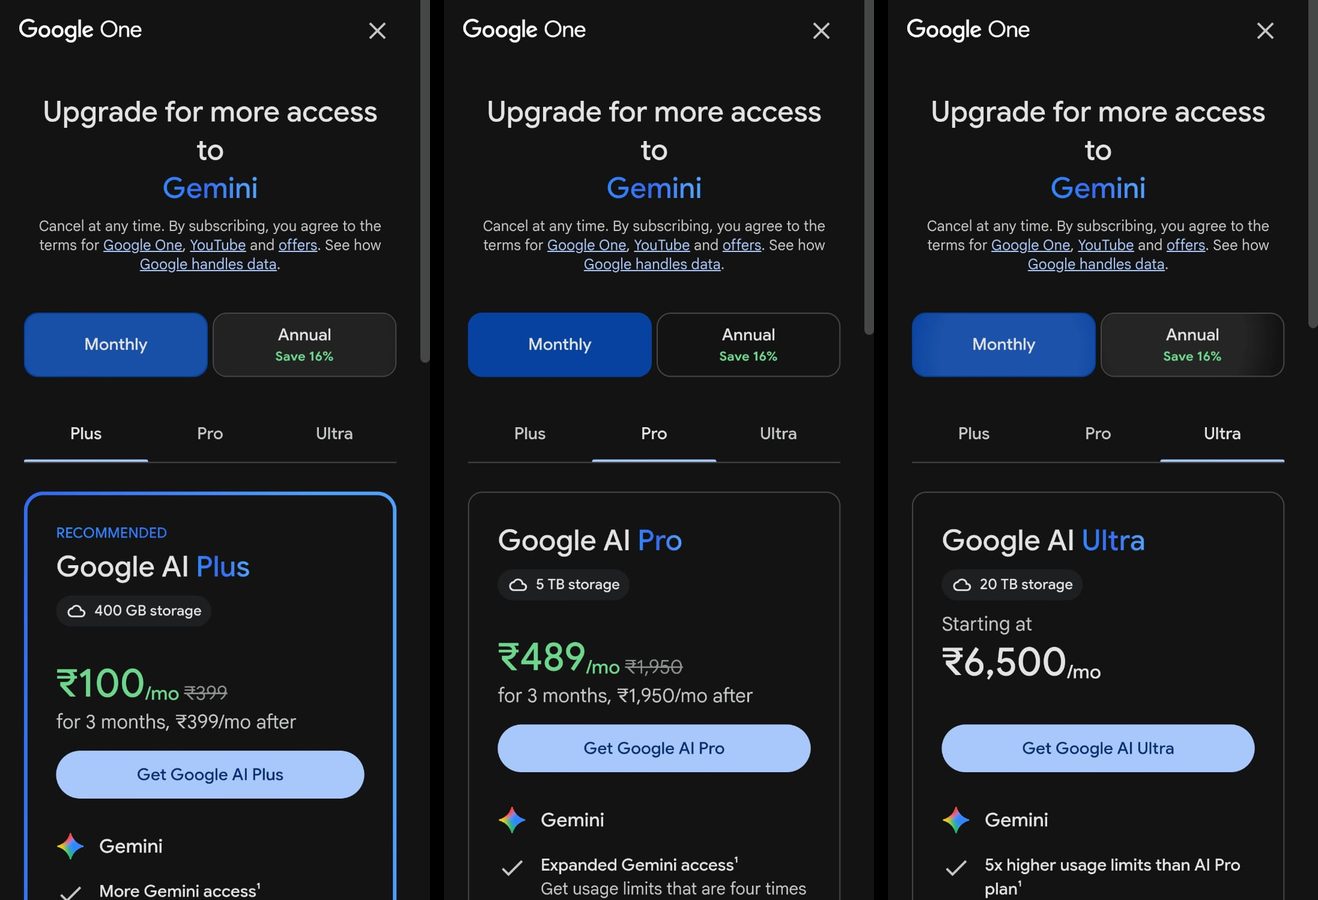 Google One
Upgrade for more access
to
Gemini
Cancel at any time. By subscribing, you agree to the
terms for Google One, YouTube and offers. See how
Google handles data.
Monthly
Annual
Save 16%
Plus
Pro
Ultra
RECOMMENDED
Google AI Plus
400 GB storage
₹100/mo ₹399
for 3 months, ₹399/mo after
Get Google AI Plus
Gemini
More Gemini access¹
Google One
Upgrade for more access
to
Gemini
Cancel at any time. By subscribing, you agree to the
terms for Google One, YouTube and offers. See how
Google handles data.
Monthly
Annual
Save 16%
Plus
Pro
Ultra
Google AI Pro
5 TB storage
₹489/mo ₹1,950
for 3 months, ₹1,950/mo after
Get Google AI Pro
Gemini
Expanded Gemini access¹
Get usage limits that are four times
Google One
Upgrade for more access
to
Gemini
Cancel at any time. By subscribing, you agree to the
terms for Google One, YouTube and offers. See how
Google handles data.
Monthly
Annual
Save 16%
Plus
Pro
Ultra
Google AI Ultra
20 TB storage
Starting at
₹6,500/mo
Get Google AI Ultra
Gemini
5x higher usage limits than AI Pro
plan¹